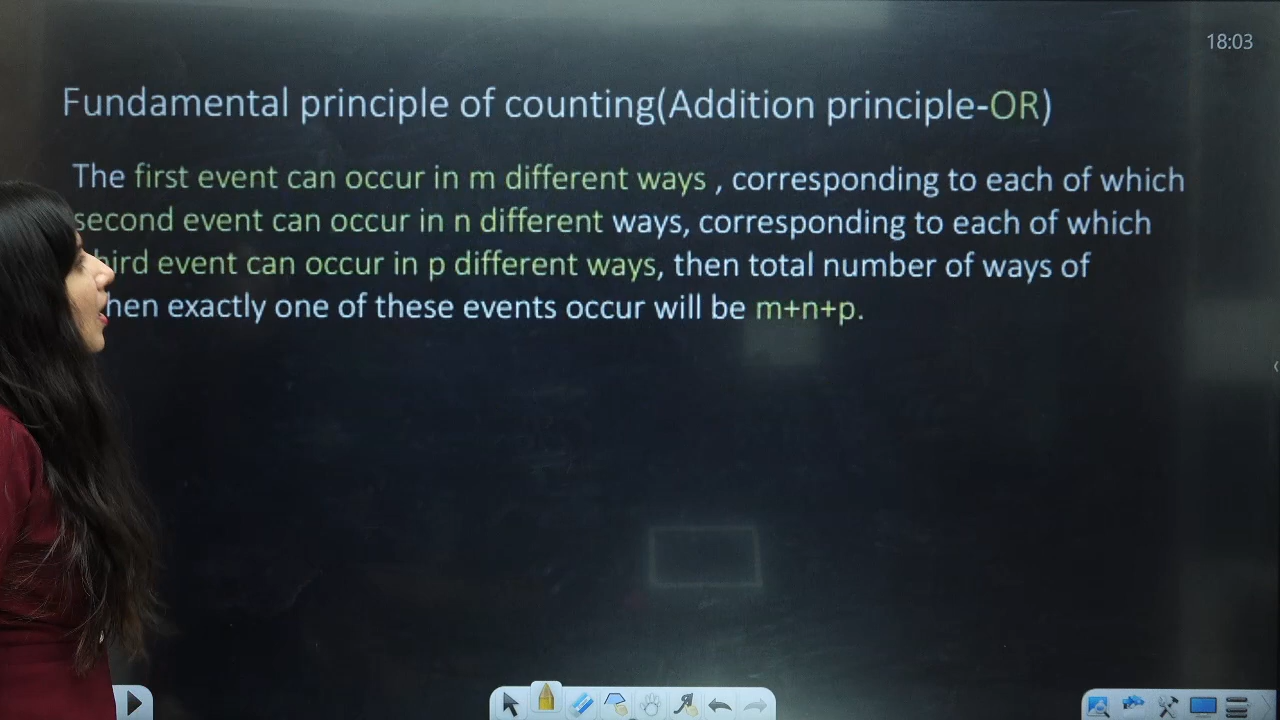 18:03
Fundamental principle of counting(Addition principle-OR)
The first event can occur in m different ways , corresponding to each of which
second event can occur in n different ways, corresponding to each of which
third event can occur in p different ways, then total number of ways of
when exactly one of these events occur will be m+n+p.